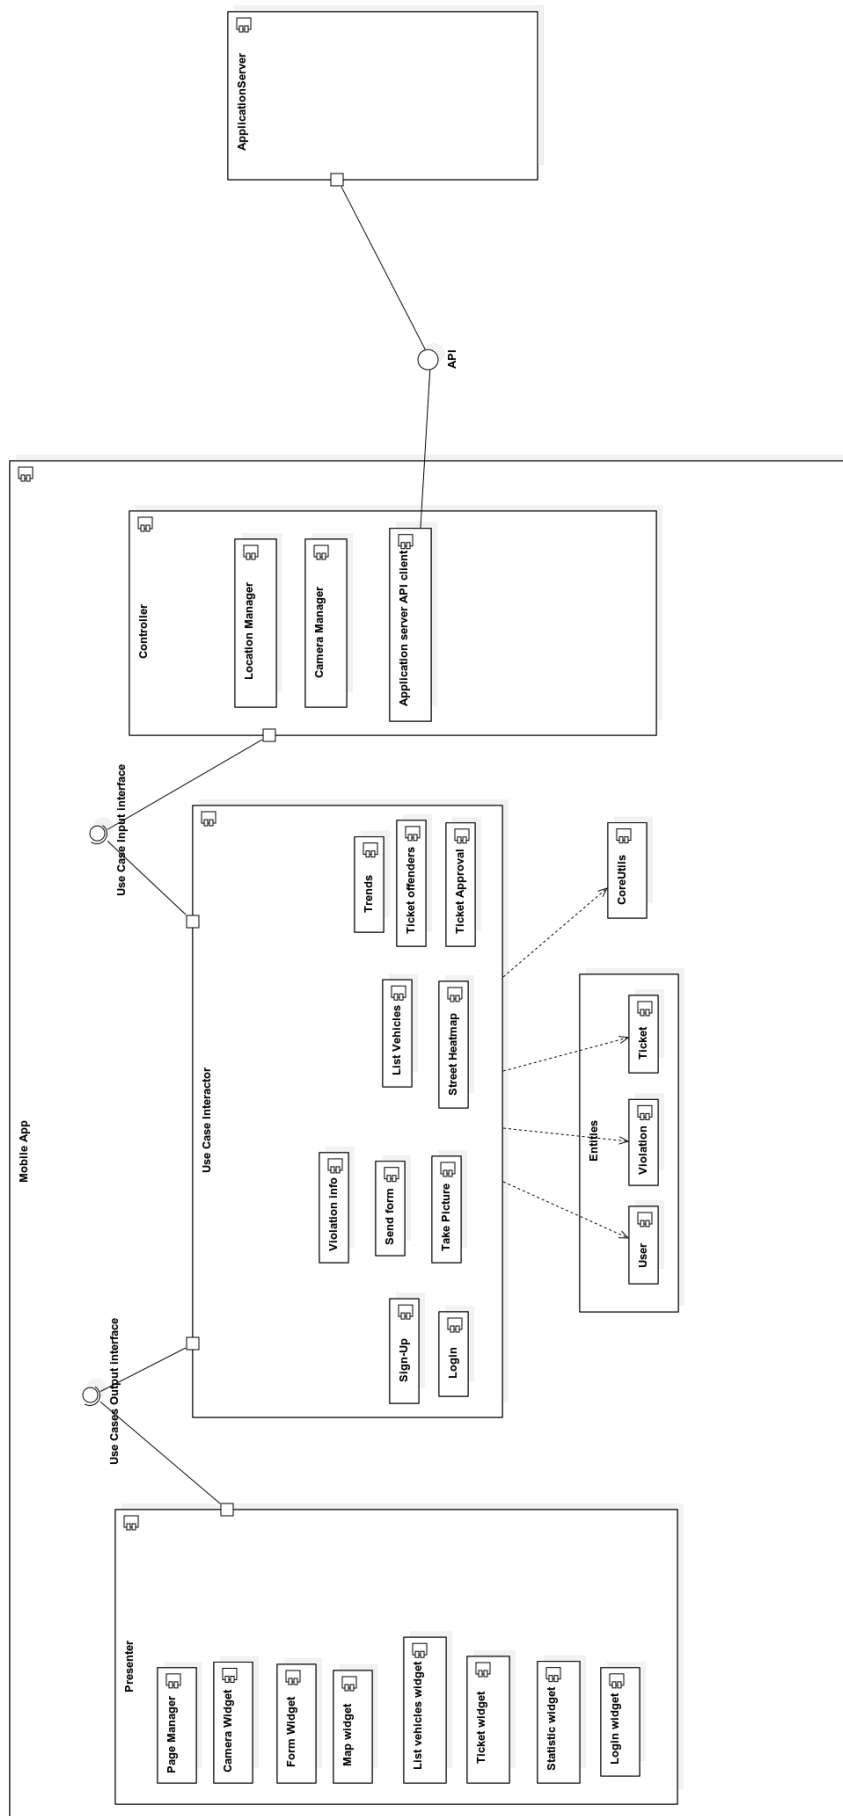 Mobile App
Presenter
Page Manager
Camera Widget
Form Widget
Map widget
List vehicles widget
Ticket widget
Statistic widget
Login widget
Use Cases Output interface
Use Case Interactor
Sign-Up
Login
Violation info
Send form
Take Picture
List Vehicles
Street Heatmap
Trends
Ticket offenders
Ticket Approval
Entities
User
Violation
Ticket
CoreUtils
Use Case Input interface
Controller
Location Manager
Camera Manager
Application server API client
API
ApplicationServer